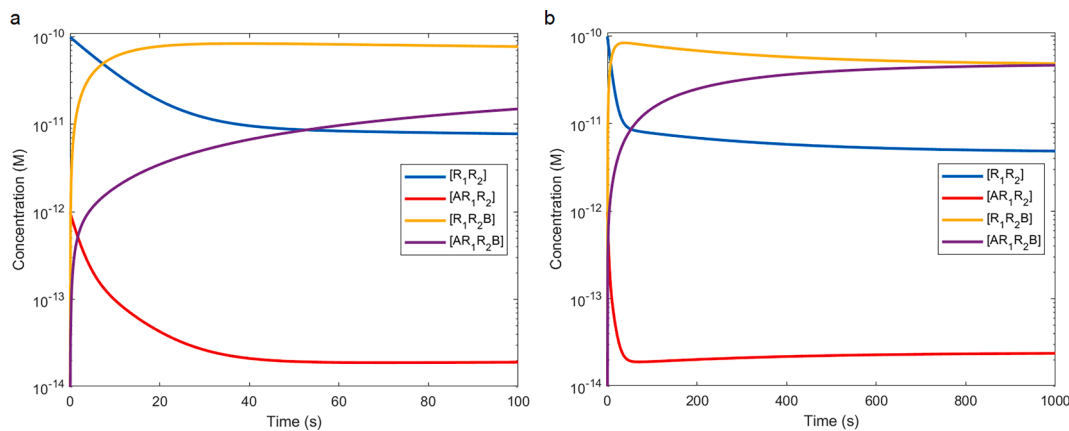 a
10⁻¹⁰
10⁻¹¹
10⁻¹²
10⁻¹³
10⁻¹⁴
Concentration (M)
0 20 40 60 80 100
Time (s)
[R₁R₂]
[AR₁R₂]
[R₁R₂B]
[AR₁R₂B]
b
10⁻¹⁰
10⁻¹¹
10⁻¹²
10⁻¹³
10⁻¹⁴
Concentration (M)
0 200 400 600 800 1000
Time (s)
[R₁R₂]
[AR₁R₂]
[R₁R₂B]
[AR₁R₂B]